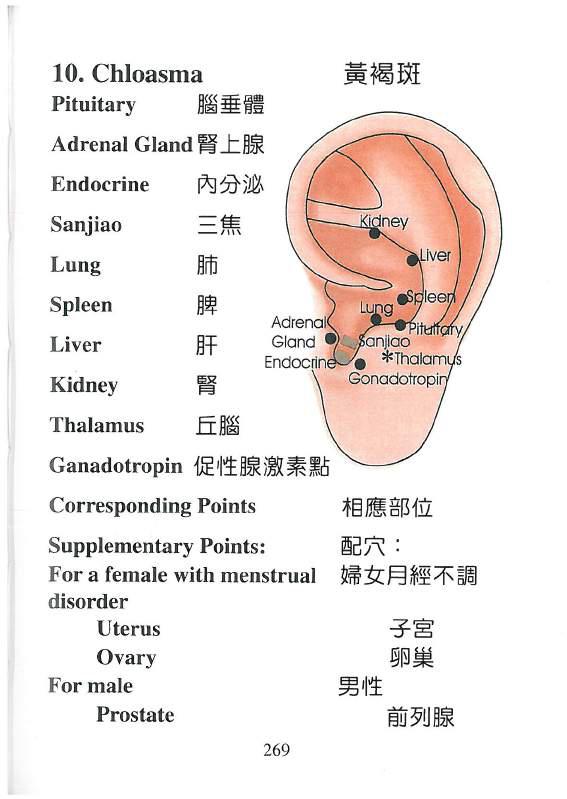 10. Chloasma 黃褐斑
Pituitary 腦垂體
Adrenal Gland 腎上腺
Endocrine 內分泌
Sanjiao 三焦
Lung 肺
Spleen 脾
Liver 肝
Kidney 腎
Thalamus 丘腦
Ganadotropin 促性腺激素點
Kidney
Liver
Spleen
Lung
Pituitary
Adrenal
Gland
Sanjiao
Endocrine
*Thalamus
Gonadotropin
Corresponding Points 相應部位
Supplementary Points: 配穴：
For a female with menstrual 婦女月經不調
disorder
Uterus 子宮
Ovary 卵巢
For male 男性
Prostate 前列腺
269